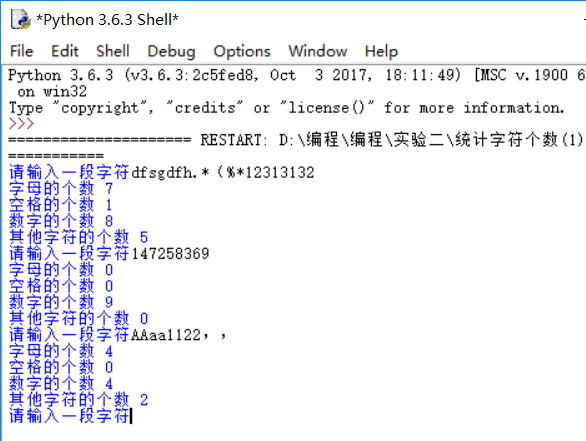 *Python 3.6.3 Shell*
File Edit Shell Debug Options Window Help
Python 3.6.3 (v3.6.3:2c5fed8, Oct  3 2017, 18:11:49) [MSC v.1900 6
 on win32
Type "copyright", "credits" or "license()" for more information.
>>>
===================== RESTART: D:\编程\编程\实验二\统计字符个数(1)
===========
请输入一段字符dfsgdfh.* (%*12313132
字母的个数 7
空格的个数 1
数字的个数 8
其他字符的个数 5
请输入一段字符147258369
字母的个数 0
空格的个数 0
数字的个数 9
其他字符的个数 0
请输入一段字符AAaa1122，，
字母的个数 4
空格的个数 0
数字的个数 4
其他字符的个数 2
请输入一段字符